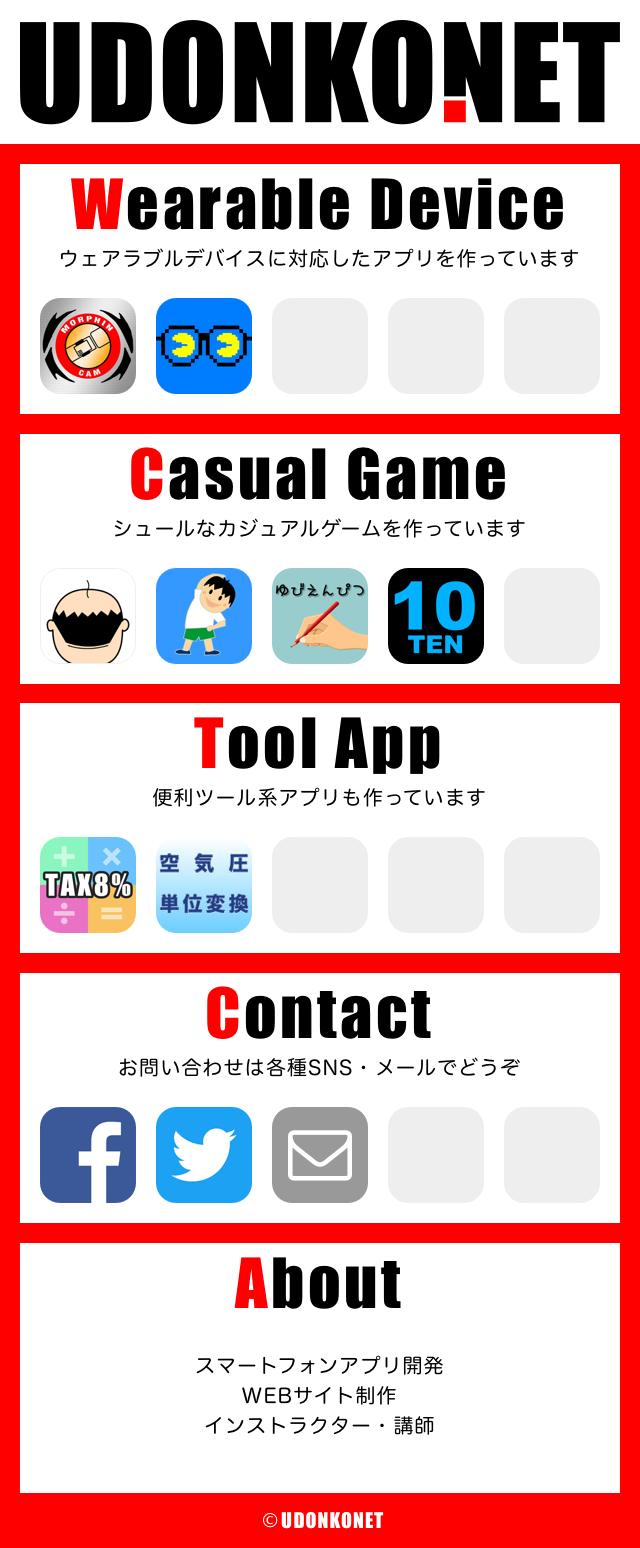 UDONKO.NET
Wearable Device
ウェアラブルデバイスに対応したアプリを作っています
MORPHIN
CAM
Casual Game
シュールなカジュアルゲームを作っています
ゆびえんぴつ
10
TEN
Tool App
便利ツール系アプリも作っています
TAX8%
空気圧
単位変換
Contact
お問い合わせは各種SNS・メールでどうぞ
About
スマートフォンアプリ開発
WEBサイト制作
インストラクター・講師
©UDONKONET